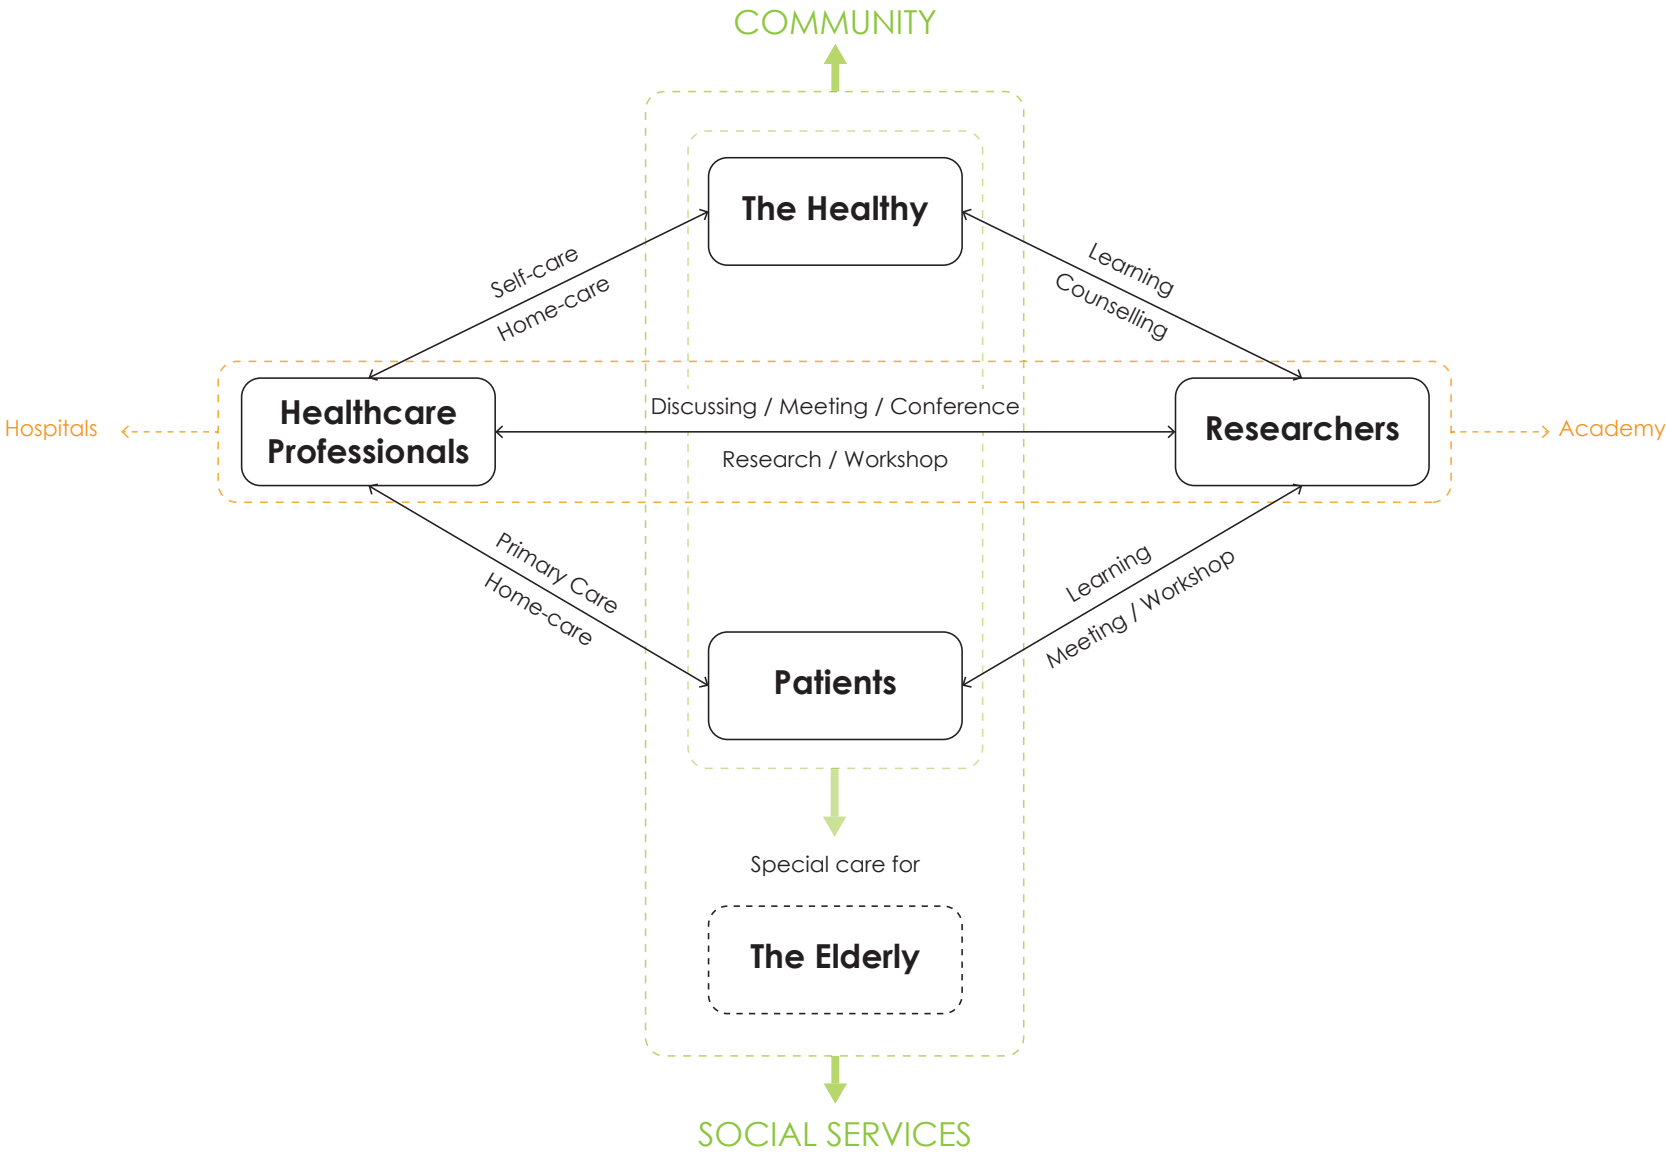 COMMUNITY
The Healthy
Self-care
Home-care
Learning
Counselling
Hospitals
Healthcare
Professionals
Discussing / Meeting / Conference
Research / Workshop
Researchers
Academy
Primary Care
Home-care
Learning
Meeting / Workshop
Patients
Special care for
The Elderly
SOCIAL SERVICES